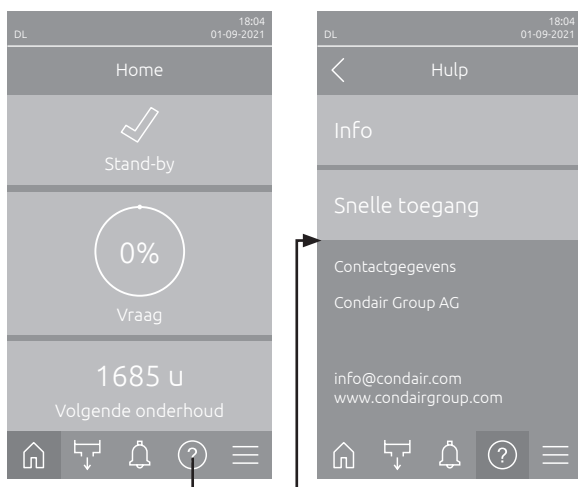 18:04
DL 01-09-2021
Home
Stand-by
0%
Vraag
1685 u
Volgende onderhoud
?
18:04
DL 01-09-2021
Hulp
Info
Snelle toegang
Contactgegevens
Condair Group AG
info@condair.com
www.condairgroup.com
?